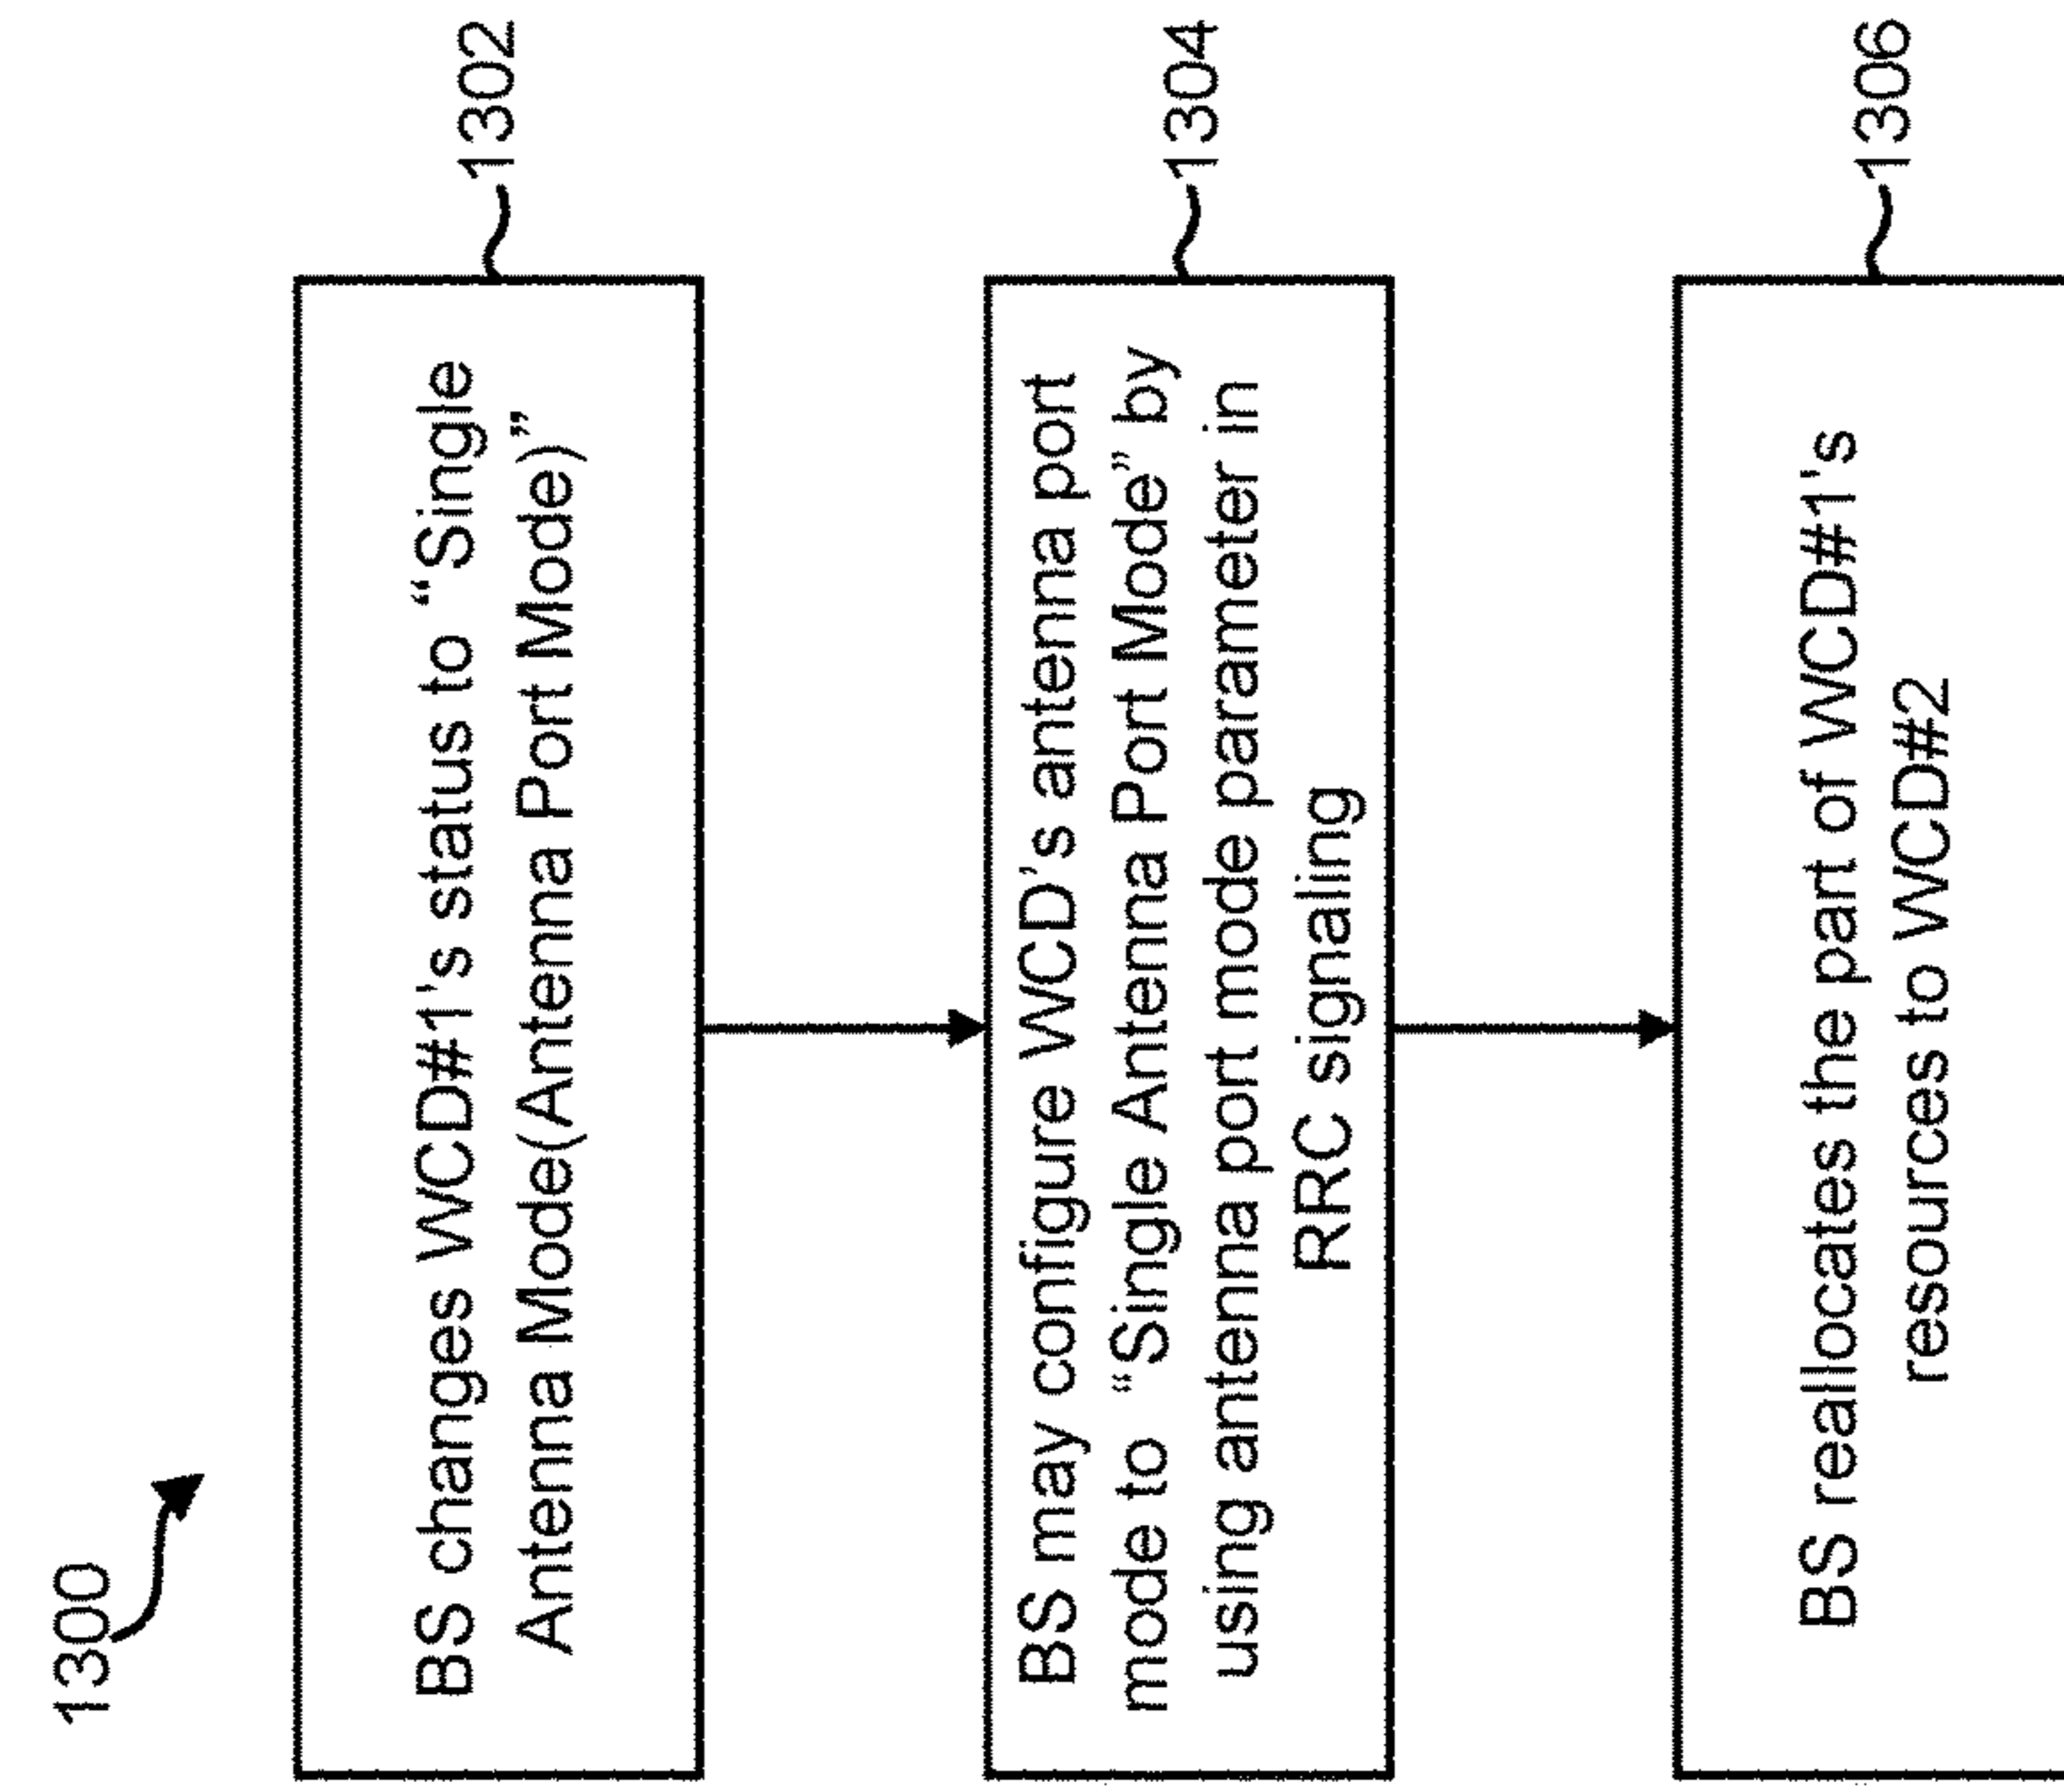 1300
BS changes WCD#1's status to “Single
Antenna Mode(Antenna Port Mode)”
1302
BS may configure WCD’s antenna port
mode to “Single Antenna Port Mode” by
using antenna port mode parameter in
RRC signaling
1304
BS reallocates the part of WCD#1's
resources to WCD#2
1306